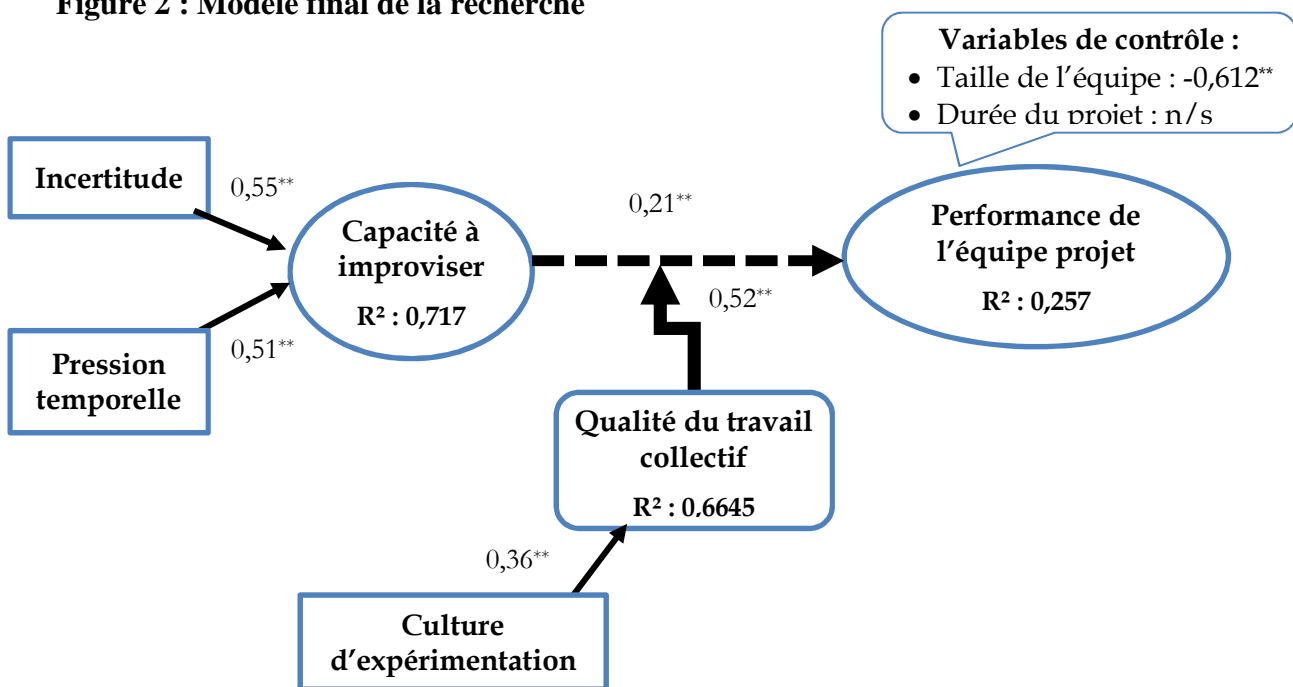 Figure 2 : Modèle final de la recherche
Variables de contrôle :
• Taille de l’équipe : -0,612**
• Durée du projet : n/s
Incertitude
0,55**
0,21**
Capacité à
improviser
R² : 0,717
Performance de
l’équipe projet
R² : 0,257
0,52**
0,51**
Pression
temporelle
Qualité du travail
collectif
R² : 0,6645
0,36**
Culture
d’expérimentation